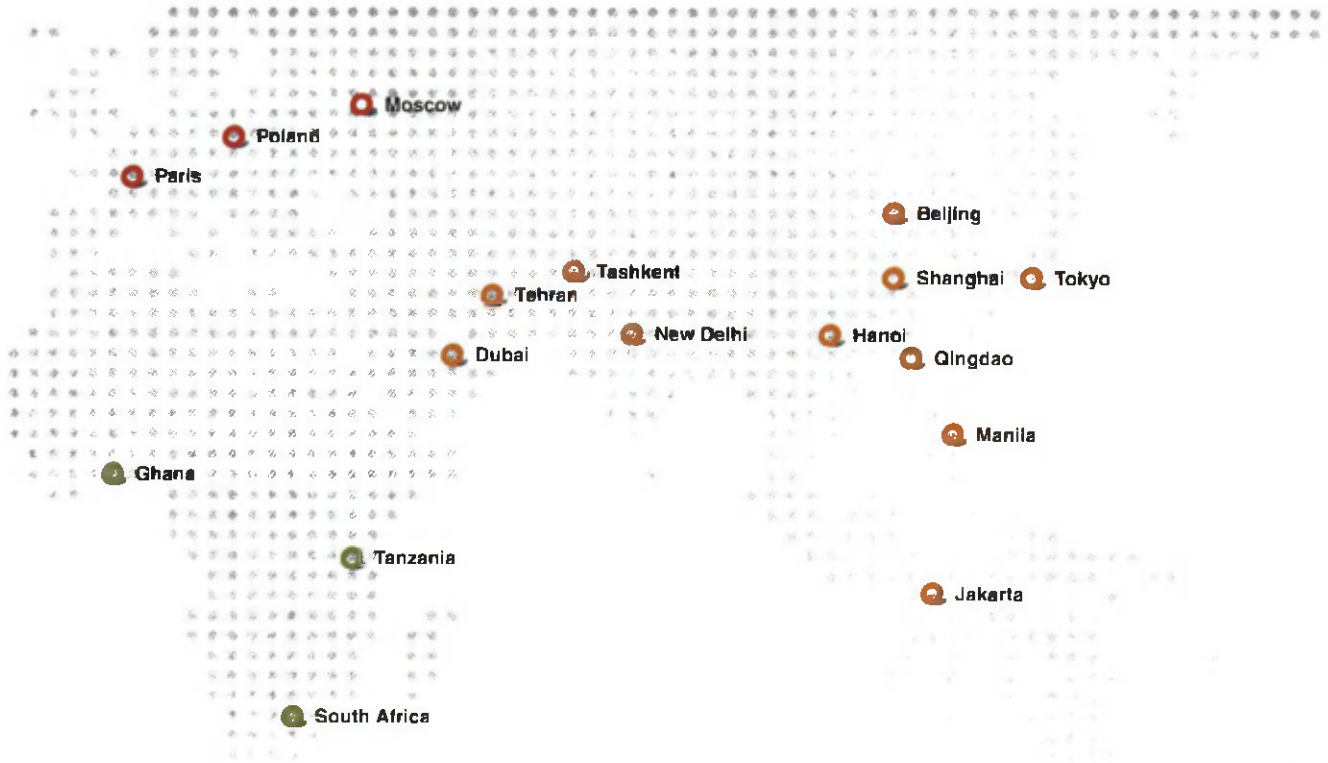 Moscow
Poland
Paris
Beijing
Tashkent
Shanghai
Tokyo
Tehran
New Delhi
Hanoi
Dubai
Qingdao
Manila
Ghana
Tanzania
Jakarta
South Africa